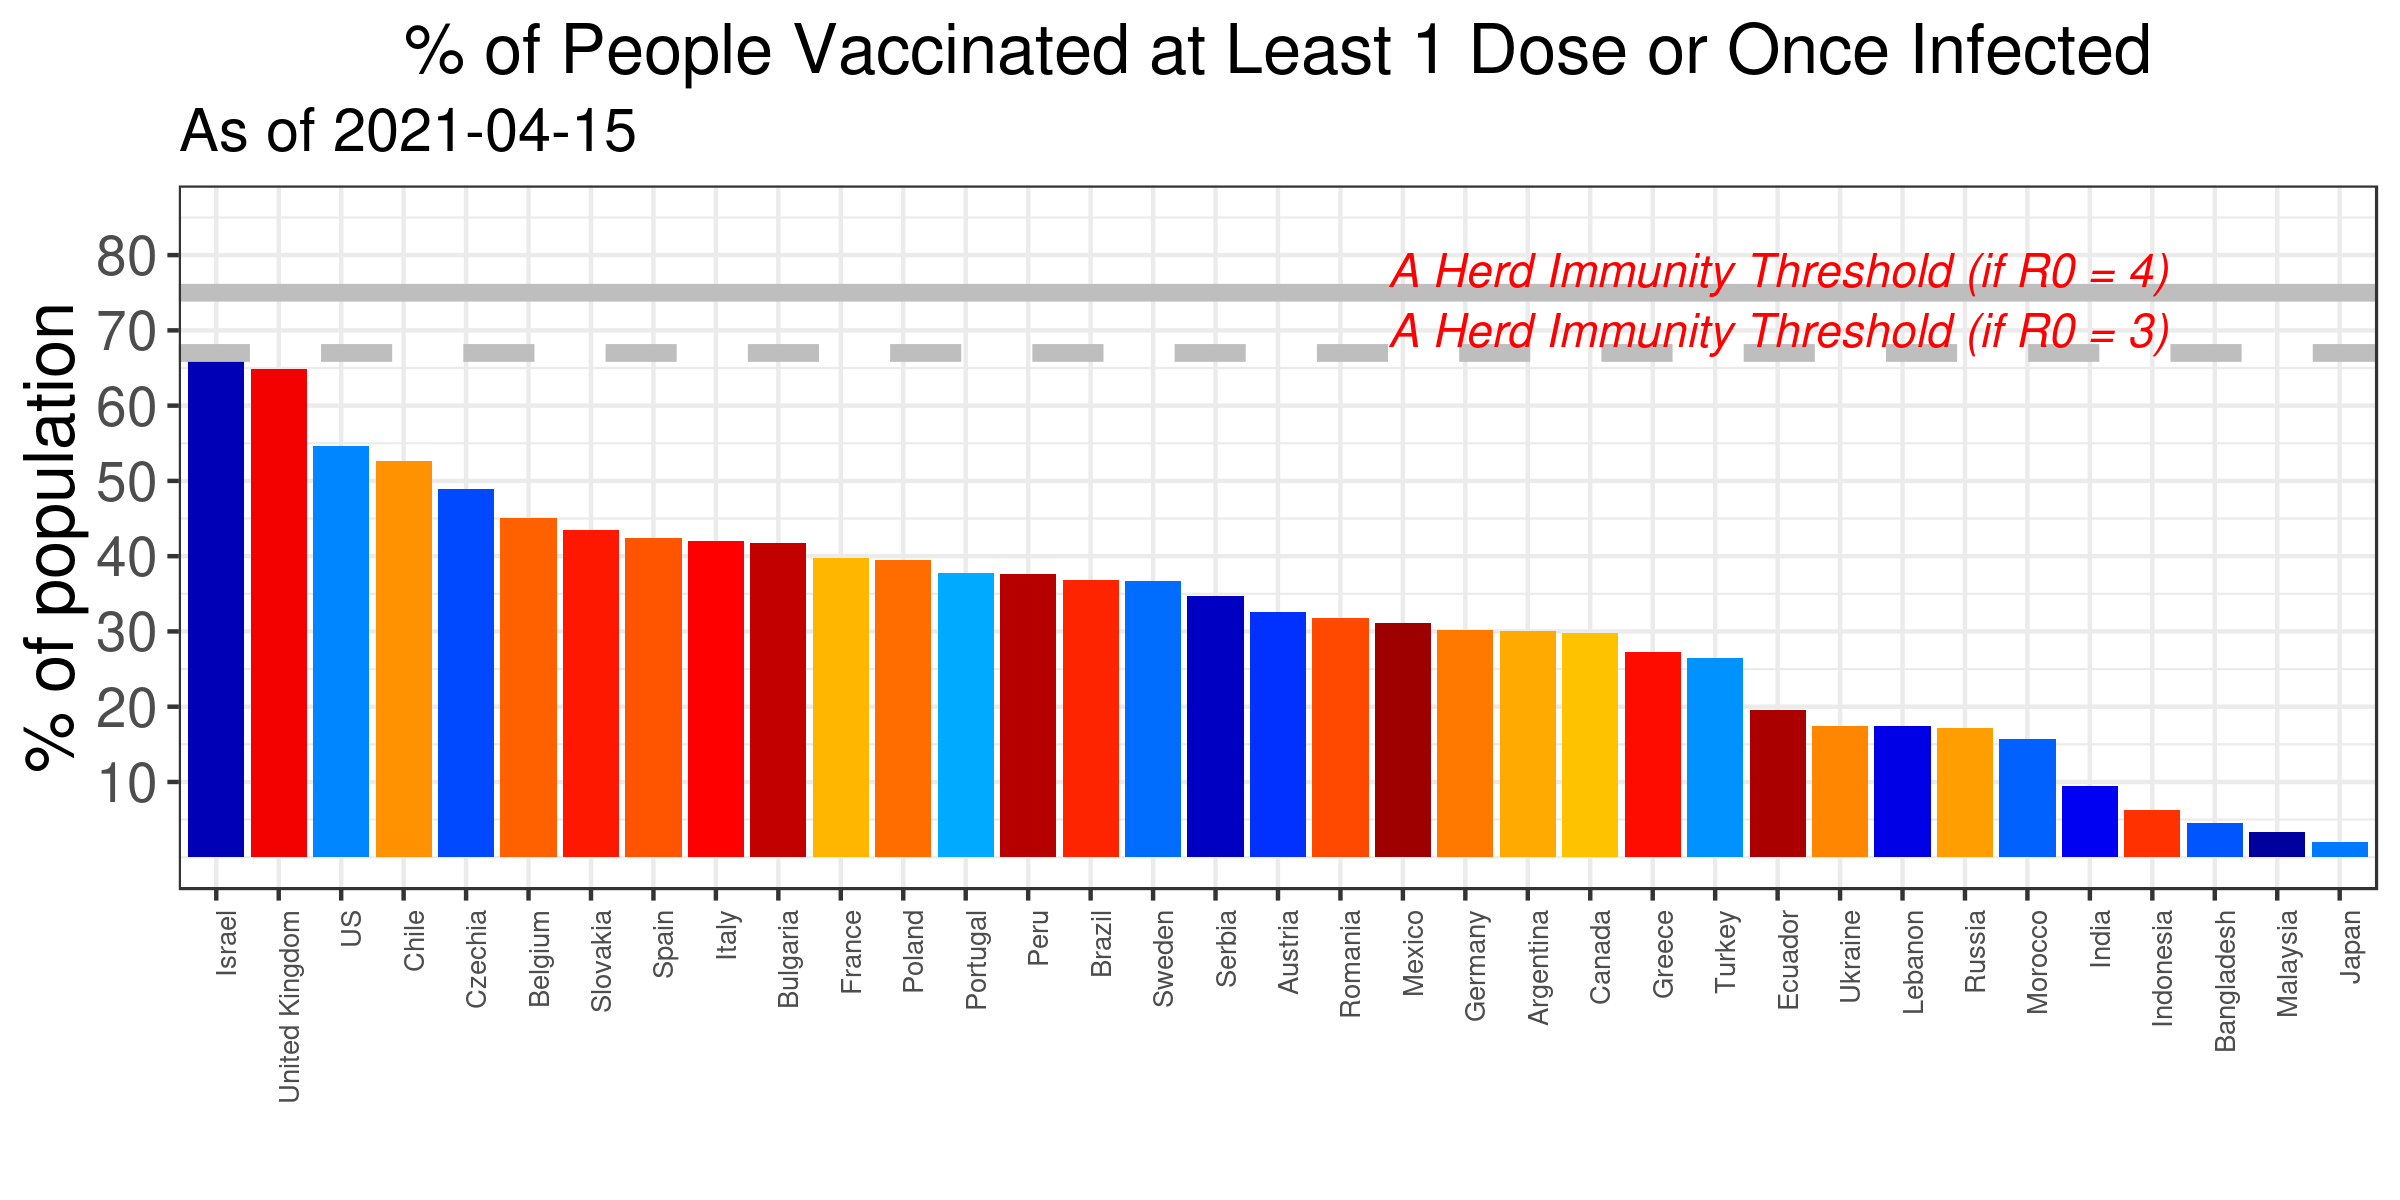 % of People Vaccinated at Least 1 Dose or Once Infected
As of 2021-04-15
% of population
80
70
60
50
40
30
20
10
A Herd Immunity Threshold (if R0 = 4)
A Herd Immunity Threshold (if R0 = 3)
Israel
United Kingdom
US
Chile
Czechia
Belgium
Slovakia
Spain
Italy
Bulgaria
France
Poland
Portugal
Peru
Brazil
Sweden
Serbia
Austria
Romania
Mexico
Germany
Argentina
Canada
Greece
Turkey
Ecuador
Ukraine
Lebanon
Russia
Morocco
India
Indonesia
Bangladesh
Malaysia
Japan